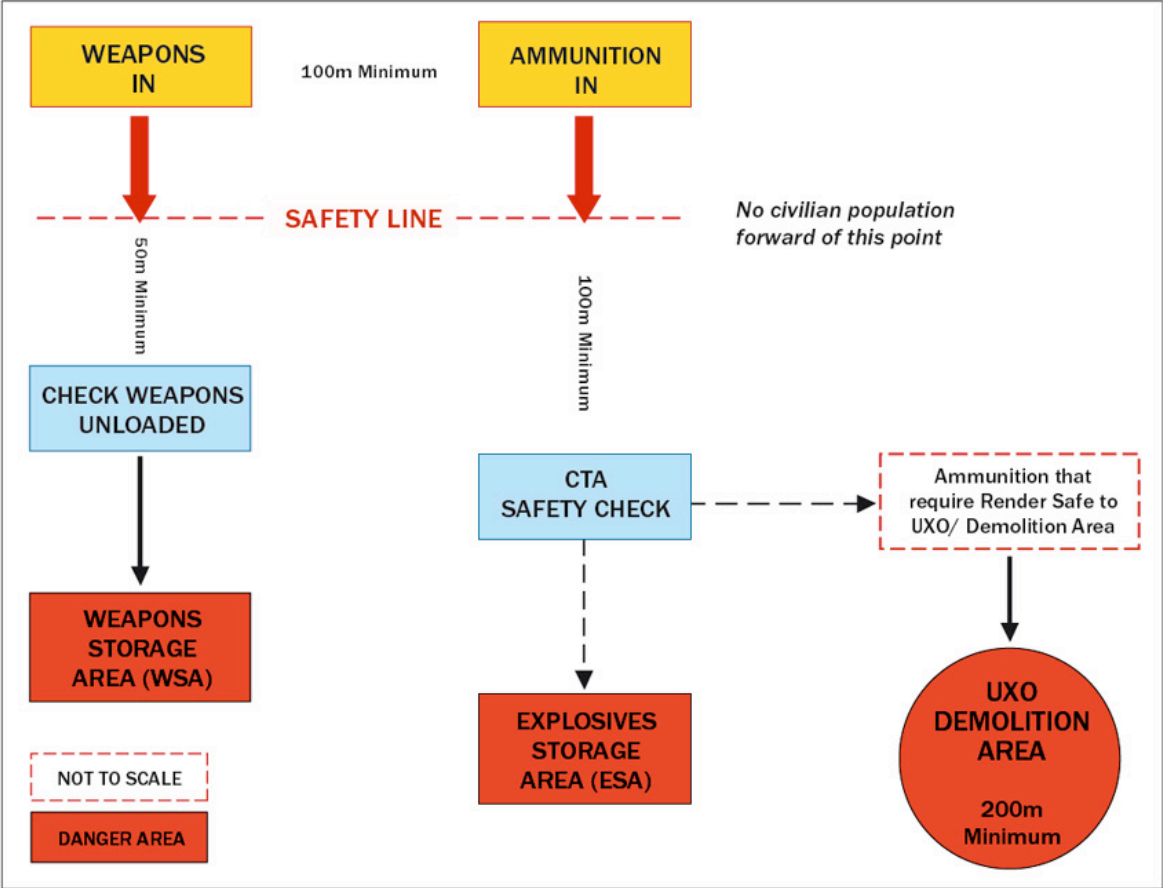 WEAPONS
IN
100m Minimum
AMMUNITION
IN
SAFETY LINE
No civilian population
forward of this point
50m Minimum
100m Minimum
CHECK WEAPONS
UNLOADED
CTA
SAFETY CHECK
Ammunition that
require Render Safe to
UXO/ Demolition Area
WEAPONS
STORAGE
AREA (WSA)
EXPLOSIVES
STORAGE
AREA (ESA)
UXO
DEMOLITION
AREA
200m
Minimum
NOT TO SCALE
DANGER AREA